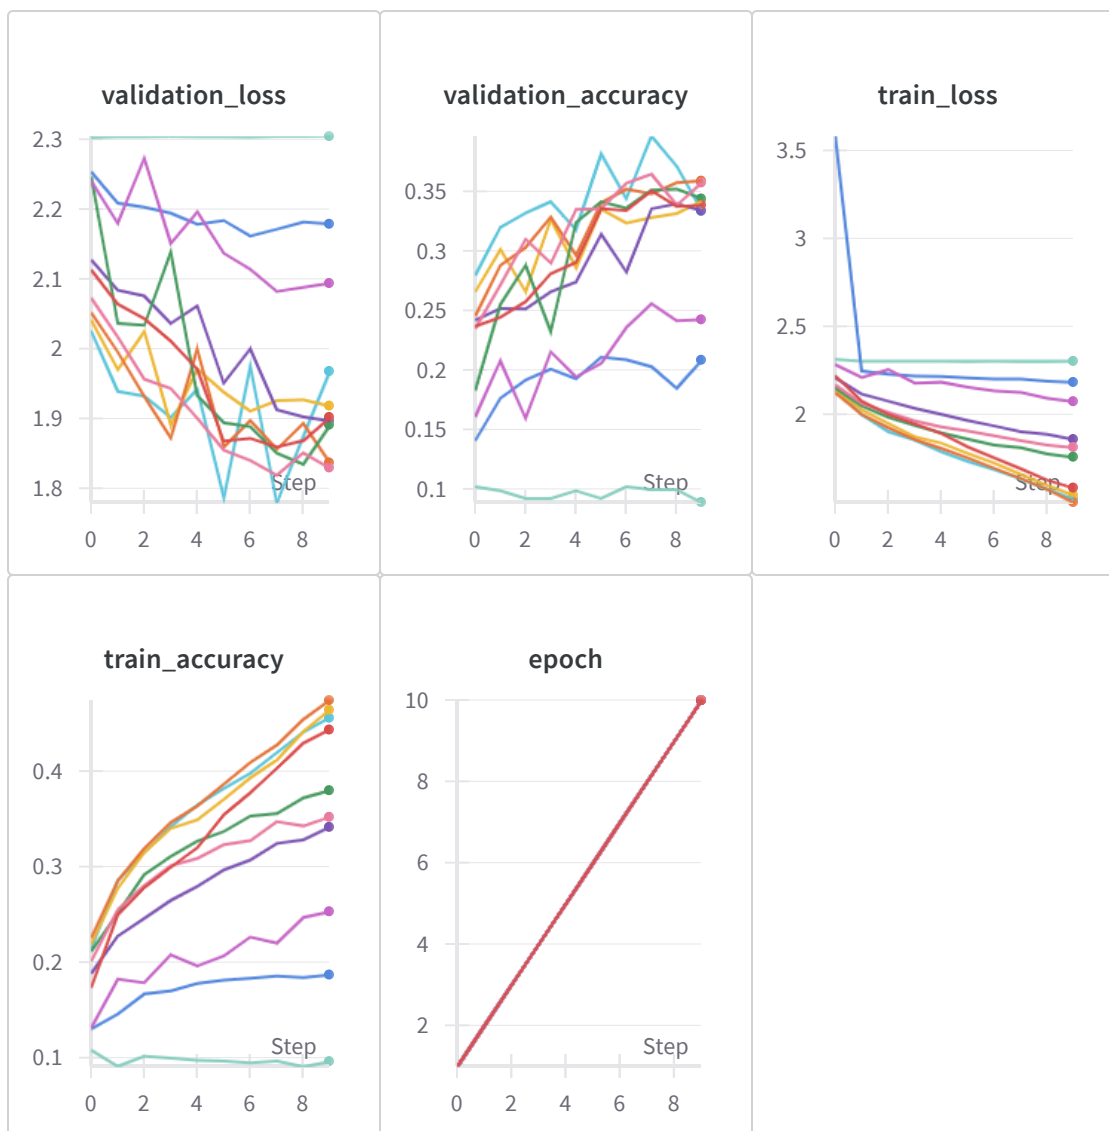 validation_loss
2.3
2.2
2.1
2
1.9
1.8
Step
0 2 4 6 8
validation_accuracy
0.35
0.3
0.25
0.2
0.15
0.1
Step
0 2 4 6 8
train_loss
3.5
3
2.5
2
Step
0 2 4 6 8
train_accuracy
0.4
0.3
0.2
0.1
Step
0 2 4 6 8
epoch
10
8
6
4
2
Step
0 2 4 6 8